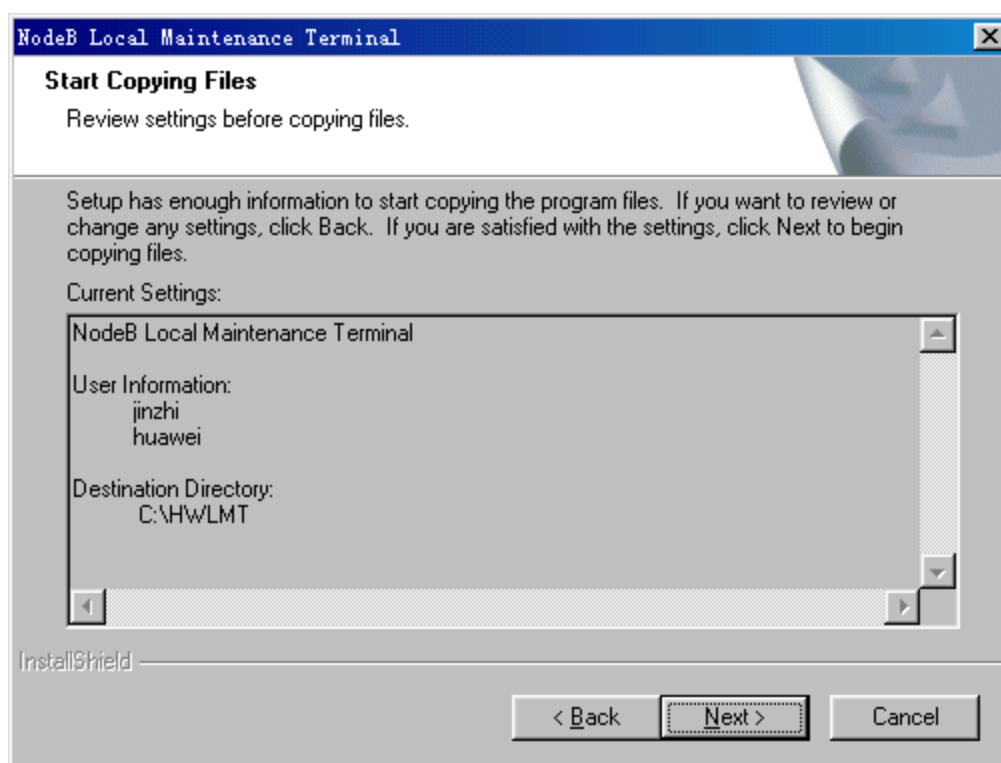 NodeB Local Maintenance Terminal
Start Copying Files
Review settings before copying files.
Setup has enough information to start copying the program files. If you want to review or
change any settings, click Back. If you are satisfied with the settings, click Next to begin
copying files.
Current Settings:
NodeB Local Maintenance Terminal
User Information:
jinzhi
huawei
Destination Directory:
C:\HWLMT
InstallShield
< Back
Next >
Cancel